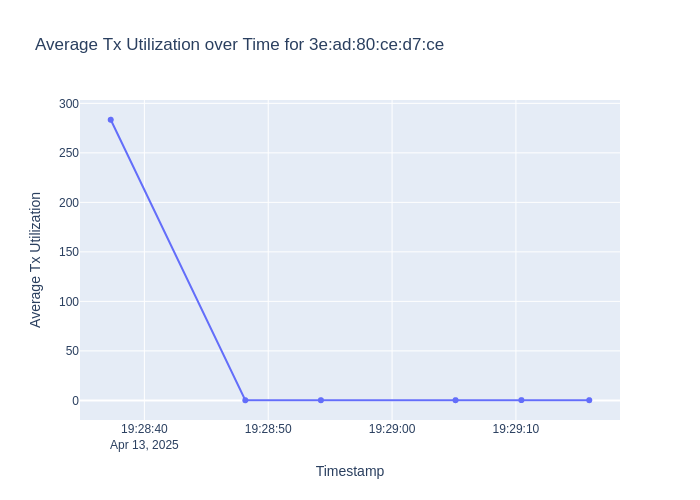 Average Tx Utilization over Time for 3e:ad:80:ce:d7:ce
300
250
200
150
100
50
0
Average Tx Utilization
19:28:40 19:28:50 19:29:00 19:29:10
Apr 13, 2025
Timestamp